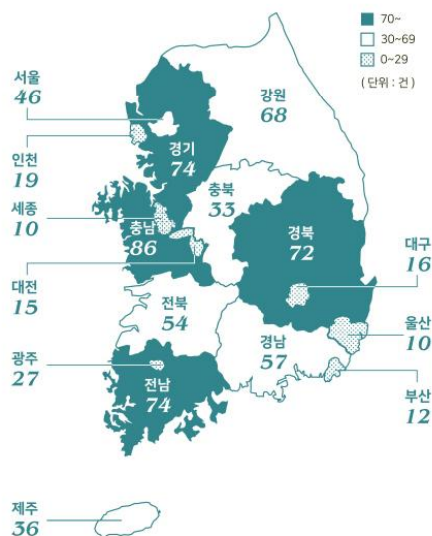 70~
30~69
0~29
( 단위 : 건 )
서울
46
강원
68
경기
74
인천
19
충북
33
세종
10
충남
86
경북
72
대구
16
대전
15
전북
54
울산
10
경남
57
광주
27
전남
74
부산
12
제주
36